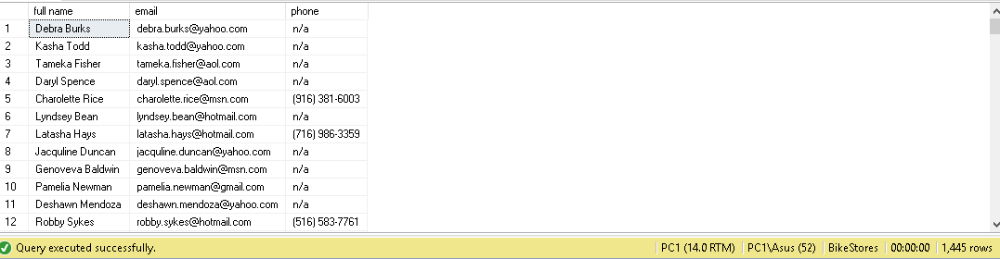 full name email phone
1 Debra Burks debra.burks@yahoo.com n/a
2 Kasha Todd kasha.todd@yahoo.com n/a
3 Tameka Fisher tameka.fisher@aol.com n/a
4 Daryl Spence daryl.spence@aol.com n/a
5 Charolette Rice charolette.rice@msn.com (916) 381-6003
6 Lyndsey Bean lyndsey.bean@hotmail.com n/a
7 Latasha Hays latasha.hays@hotmail.com (716) 986-3359
8 Jacquline Duncan jacquline.duncan@yahoo.com n/a
9 Genoveva Baldwin genoveva.baldwin@msn.com n/a
10 Pamelia Newman pamelia.newman@gmail.com n/a
11 Deshawn Mendoza deshawn.mendoza@yahoo.com n/a
12 Robby Sykes robby.sykes@hotmail.com (516) 583-7761
Query executed successfully. PC1 (14.0 RTM) PC1\Asus (52) BikeStores 00:00:00 1,445 rows